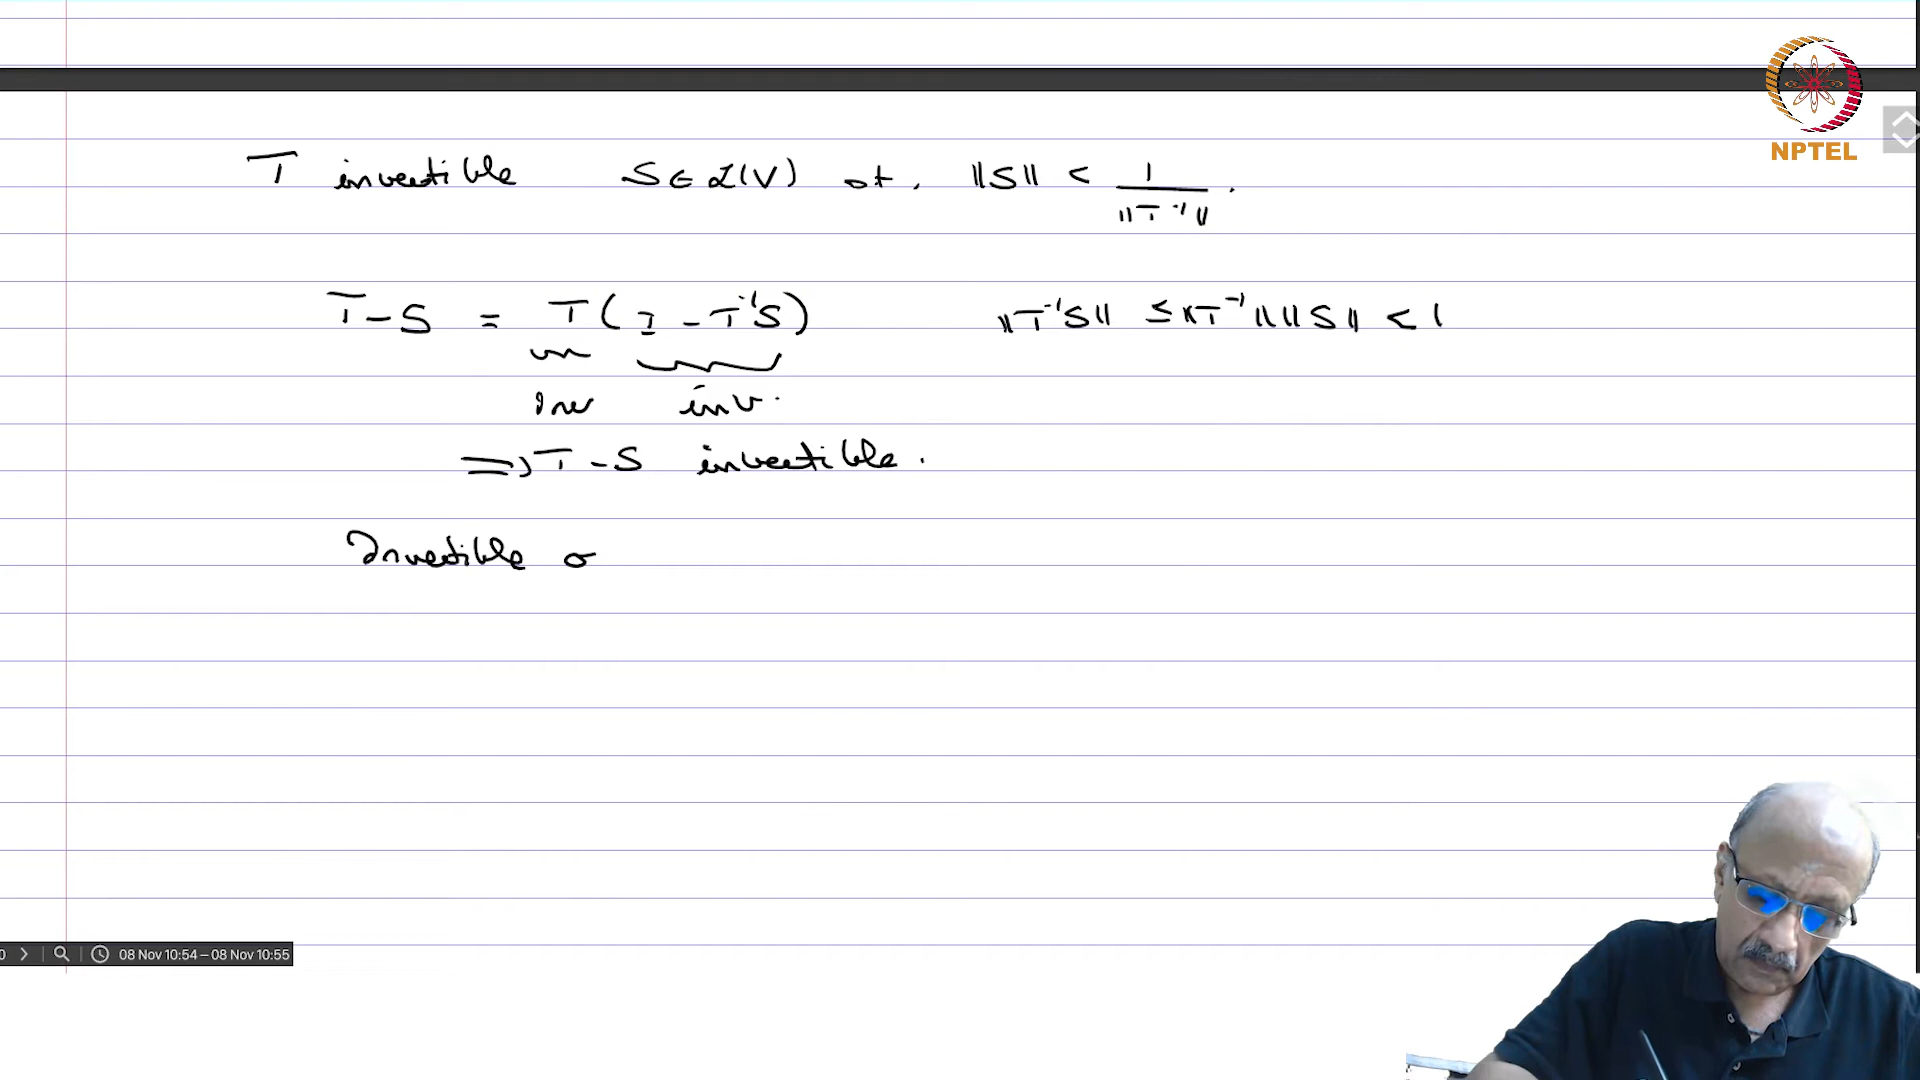 NPTEL
T invertible S ∈ ℒ(V) st. ‖S‖ < 1/‖T⁻¹‖.
T-S = T(I - T⁻¹S) ‖T⁻¹S‖ ≤ ‖T⁻¹‖‖S‖ < 1
Inv inv.
⇒ T-S invertible.
Invertible o
08 Nov 10:54 – 08 Nov 10:55